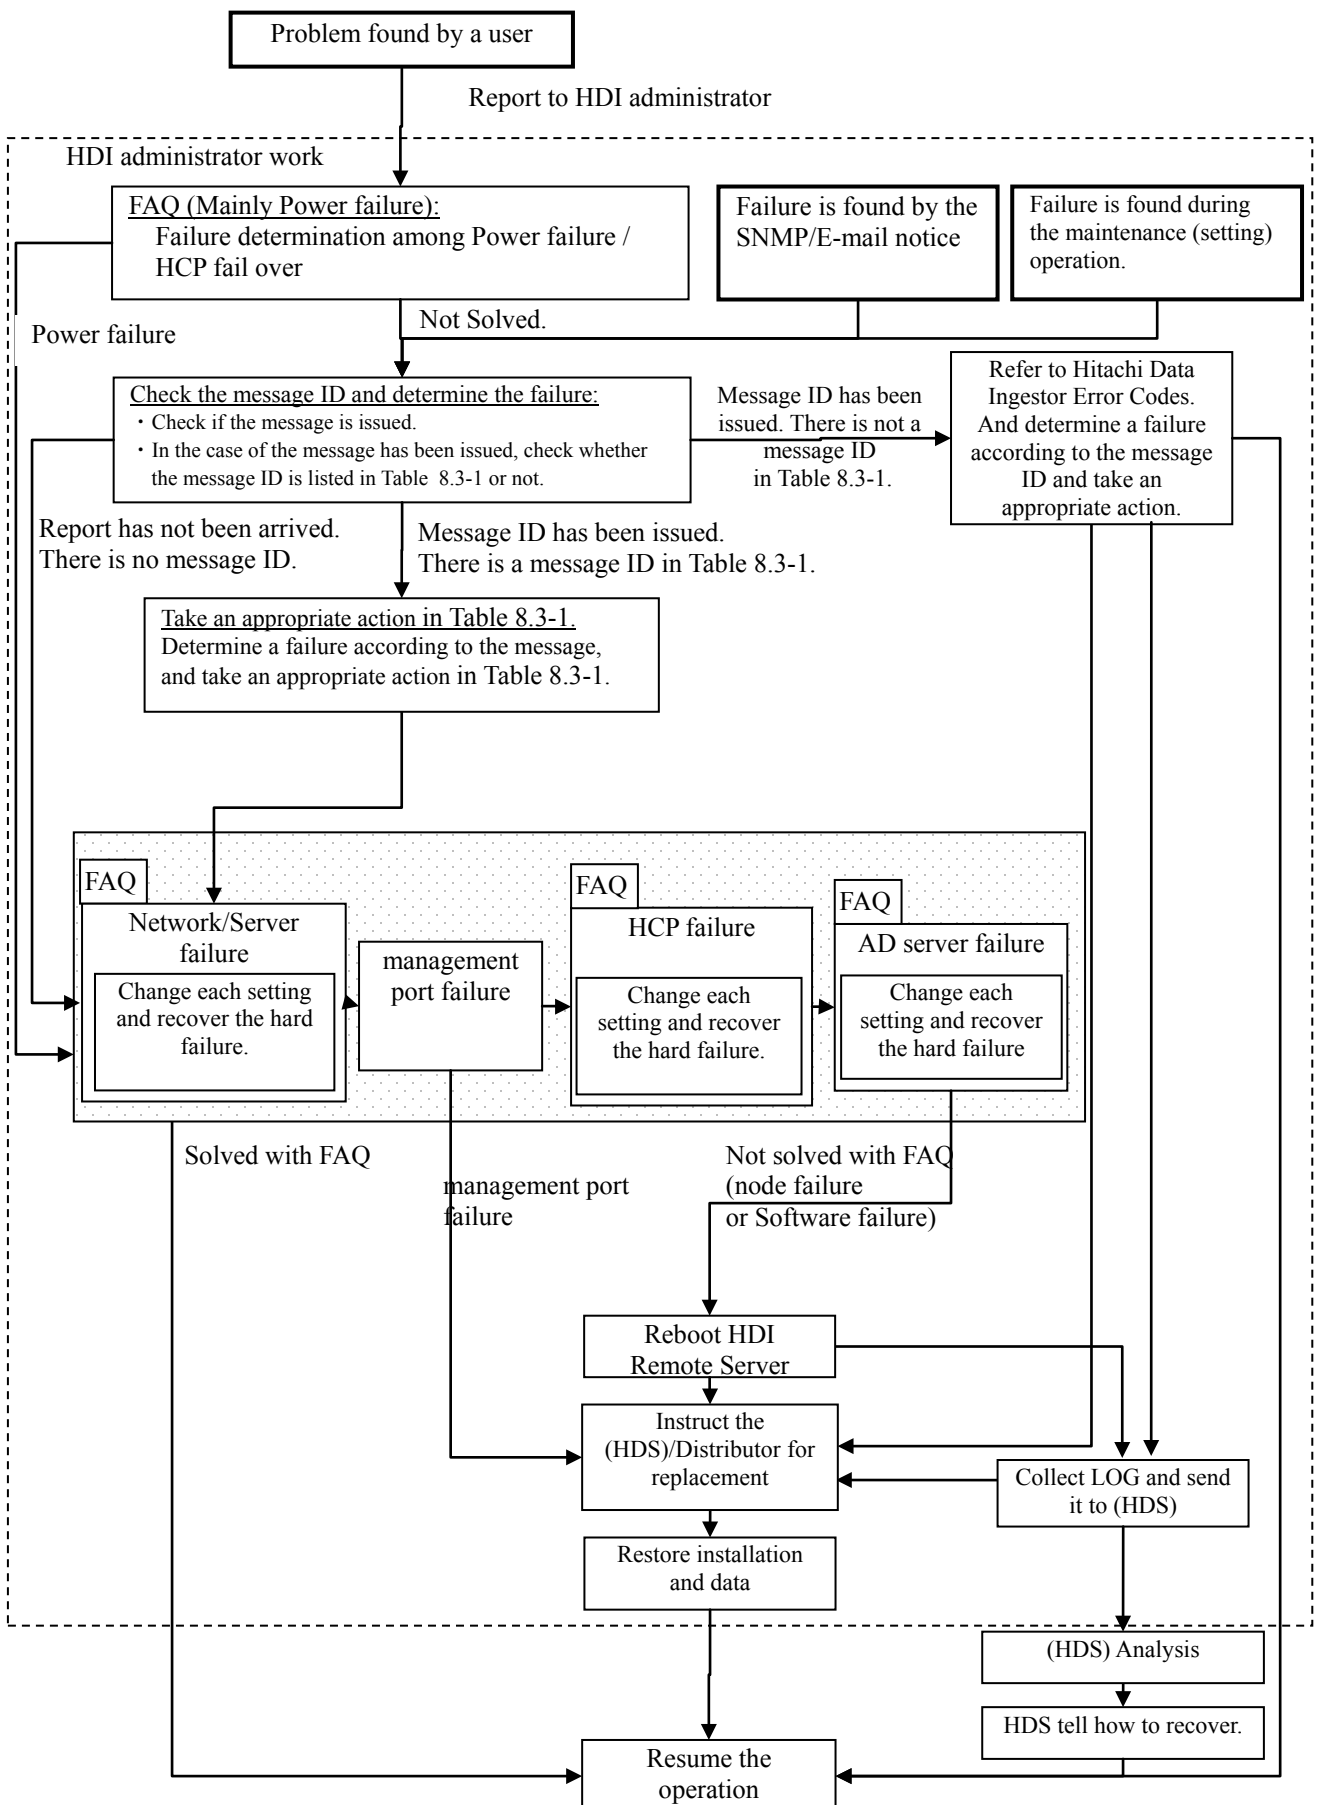 Problem found by a user
Report to HDI administrator
HDI administrator work
FAQ (Mainly Power failure):
Failure determination among Power failure /
HCP fail over
Failure is found by the
SNMP/E-mail notice
Failure is found during
the maintenance (setting)
operation.
Power failure
Not Solved.
Check the message ID and determine the failure:
・Check if the message is issued.
・In the case of the message has been issued, check whether
the message ID is listed in Table 8.3-1 or not.
Message ID has been
issued. There is not a
message ID
in Table 8.3-1.
Refer to Hitachi Data
Ingestor Error Codes.
And determine a failure
according to the message
ID and take an
appropriate action.
Report has not been arrived.
There is no message ID.
Message ID has been issued.
There is a message ID in Table 8.3-1.
Take an appropriate action in Table 8.3-1.
Determine a failure according to the message,
and take an appropriate action in Table 8.3-1.
FAQ
Network/Server
failure
Change each setting
and recover the hard
failure.
management
port failure
FAQ
HCP failure
Change each
setting and recover
the hard failure.
FAQ
AD server failure
Change each
setting and recover
the hard failure
Solved with FAQ
management port
failure
Not solved with FAQ
(node failure
or Software failure)
Reboot HDI
Remote Server
Instruct the
(HDS)/Distributor for
replacement
Collect LOG and send
it to (HDS)
Restore installation
and data
(HDS) Analysis
HDS tell how to recover.
Resume the
operation